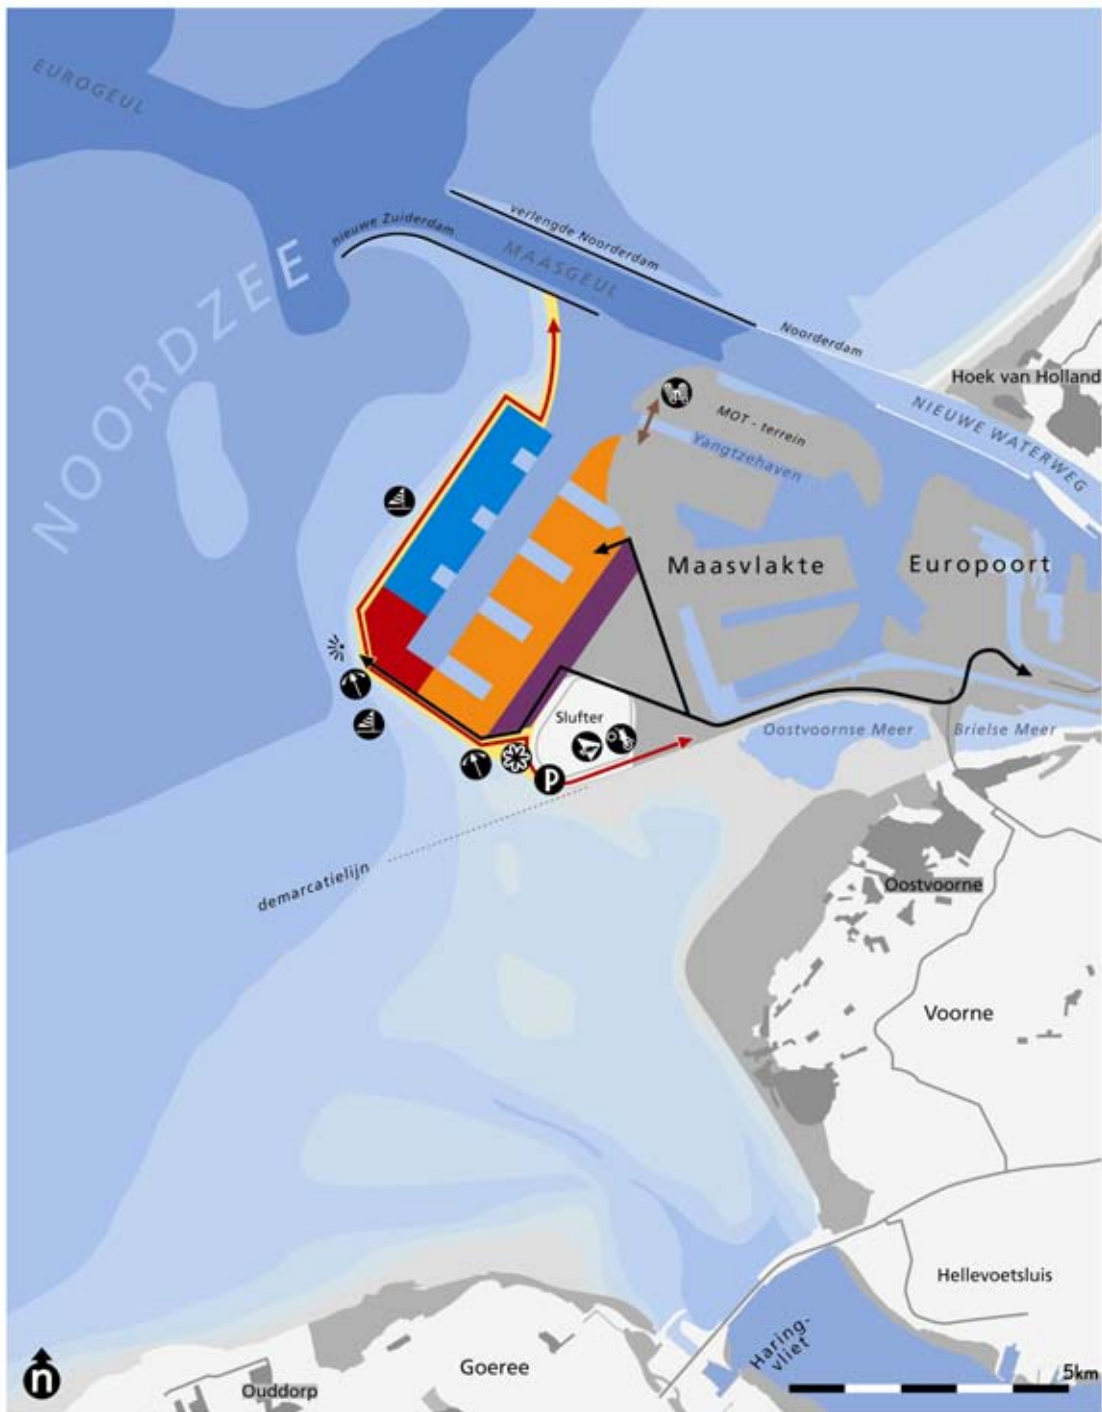 EUROGEUL
nieuwe Zuiderdam
verlengde Noorderdam
MAASGEUL
NOORDZEE
Noorderdam
Hoek van Holland
NIEUWE WATERWEG
MOT - terrein
Yangtzehaven
Maasvlakte
Europoort
Slufter
Oostvoornse Meer
Brielse Meer
P
demarcatielijn
Oostvoorne
Voorne
Hellevoetsluis
Haring-
vliet
Goeree
Ouddorp
n
5km